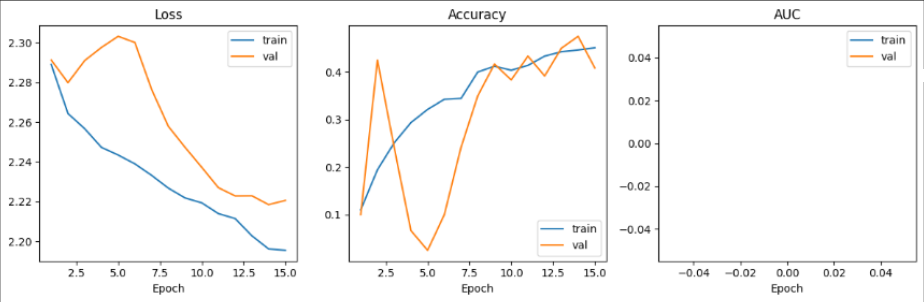 Loss
2.30
2.28
2.26
2.24
2.22
2.20
train
val
2.5 5.0 7.5 10.0 12.5 15.0
Epoch
Accuracy
0.4
0.3
0.2
0.1
train
val
2.5 5.0 7.5 10.0 12.5 15.0
Epoch
AUC
0.04
0.02
0.00
−0.02
−0.04
train
val
−0.04 −0.02 0.00 0.02 0.04
Epoch